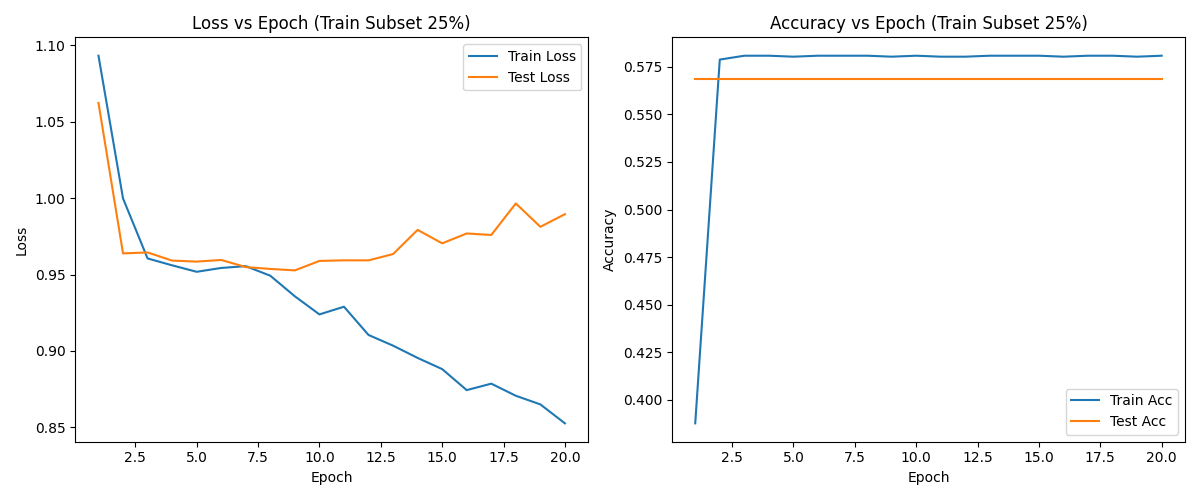 Loss vs Epoch (Train Subset 25%)
Train Loss
Test Loss
1.10
1.05
1.00
0.95
0.90
0.85
Loss
2.5 5.0 7.5 10.0 12.5 15.0 17.5 20.0
Epoch
Accuracy vs Epoch (Train Subset 25%)
0.575
0.550
0.525
0.500
0.475
0.450
0.425
0.400
Accuracy
Train Acc
Test Acc
2.5 5.0 7.5 10.0 12.5 15.0 17.5 20.0
Epoch